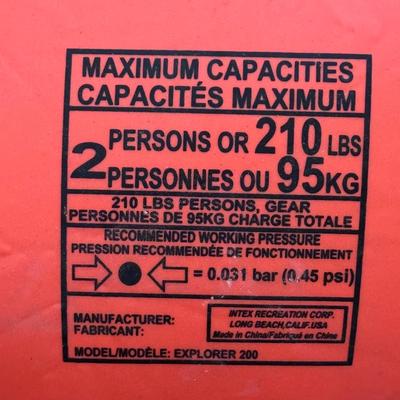 MAXIMUM CAPACITIES
CAPACITÉS MAXIMUM
2 PERSONS OR 210 LBS
PERSONNES OU 95KG
210 LBS PERSONS, GEAR
PERSONNES DE 95KG CHARGE TOTALE
RECOMMENDED WORKING PRESSURE
PRESSION RECOMMENDÉE DE FONCTIONNEMENT
= 0.031 bar (0.45 psi)
MANUFACTURER:
FABRICANT:
INTEX RECREATION CORP.
LONG BEACH,CALIF.USA
Made in China/Fabriqué en Chine
MODEL/MODÈLE: EXPLORER 200